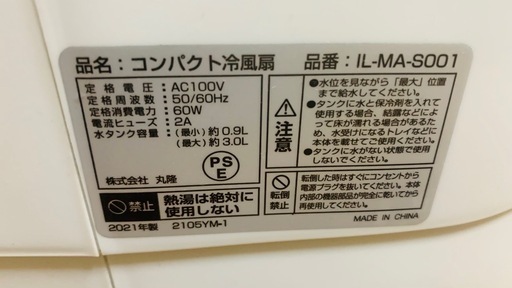 品名：コンパクト冷風扇　品番：IL-MA-S001
定格電圧：AC100V
定格周波数：50/60Hz
定格消費電力：60W
電流ヒューズ：2A
水タンク容量：（最小）約0.9L
（最大）約3.0L
PS
E
株式会社 丸隆
禁止
熱湯は絶対に
使用しない
2021年製　2105YM-1
注意
●水位を見ながら「最大」位置
まで給水してください。
●タンクに水と保冷剤を入れて
使用する場合、結露などによ
って床が濡れる場合があるた
め、水受けになるトレイなどに
本体を載せてご使用ください。
●タンクに水がない状態で使用
しないでください。
転倒
禁止
転倒した時はすぐにコンセントから
電源プラグを抜いてください。本体
内部の機器部品が完全に乾いてから
再使用してください。
MADE IN CHINA